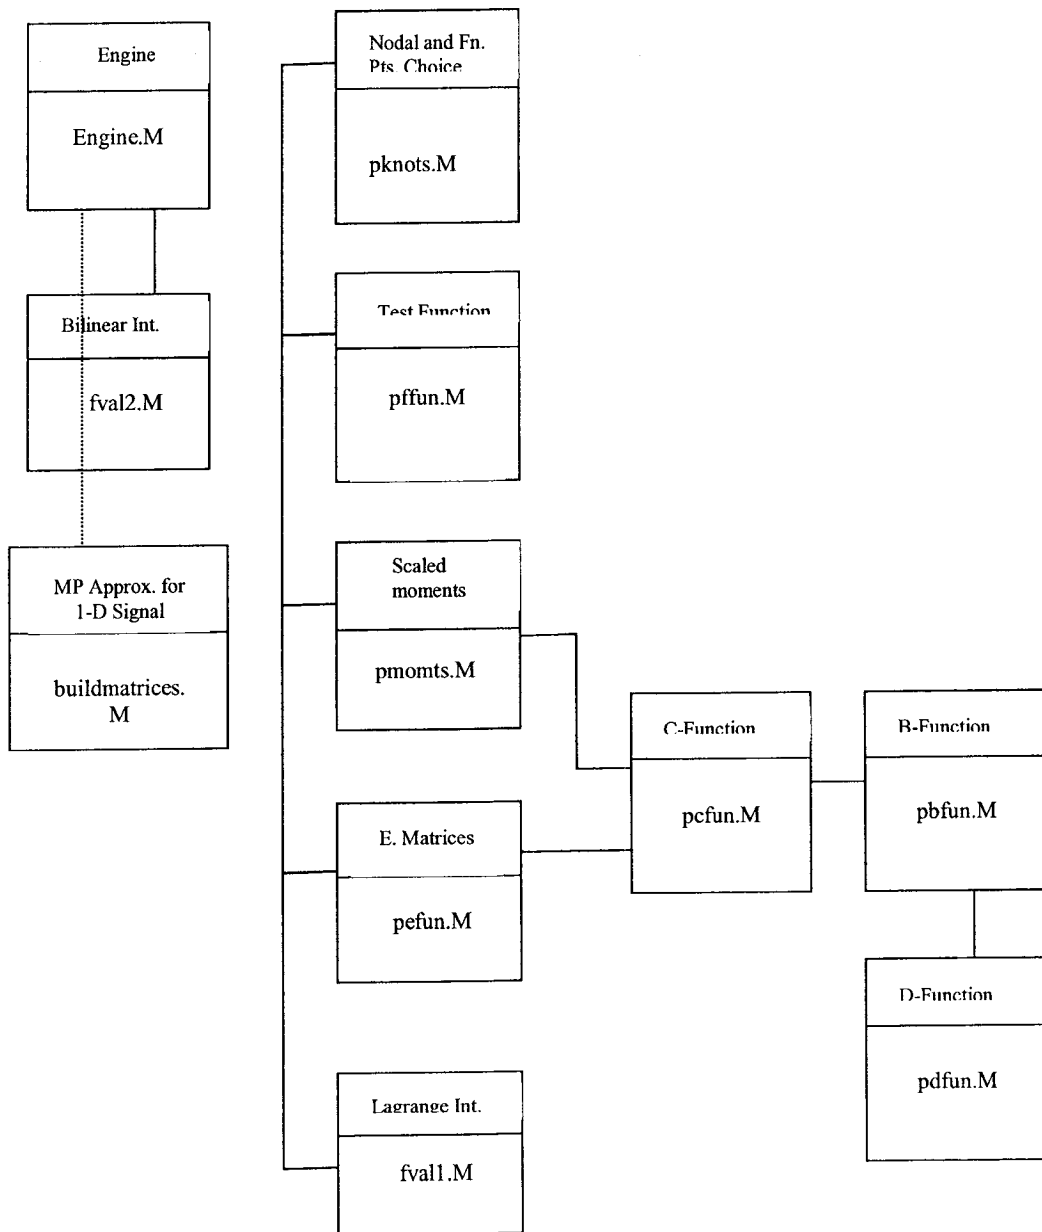 Engine
Engine.M
Bilinear Int.
fval2.M
MP Approx. for
1-D Signal
buildmatrices.
M
Nodal and Fn.
Pts. Choice
pknots.M
Test Function
pffun.M
Scaled
moments
pmomts.M
E. Matrices
pefun.M
Lagrange Int.
fval1.M
C-Function
pcfun.M
B-Function
pbfun.M
D-Function
pdfun.M